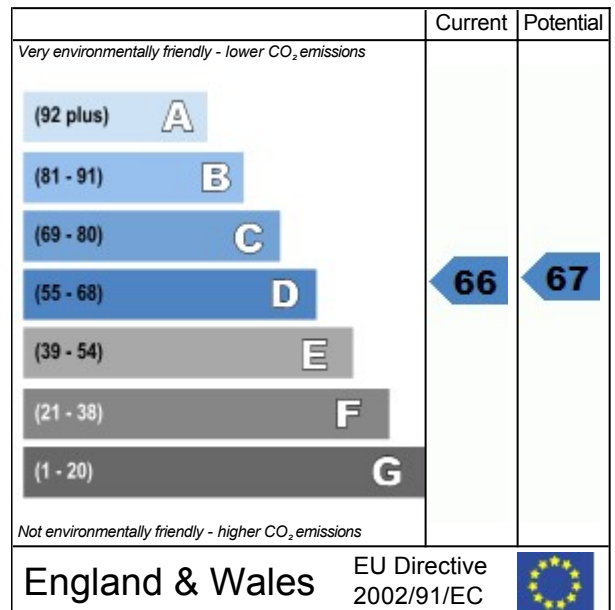 Current Potential
Very environmentally friendly - lower CO₂ emissions
(92 plus) A
(81 - 91) B
(69 - 80) C
(55 - 68) D
66 67
(39 - 54) E
(21 - 38) F
(1 - 20) G
Not environmentally friendly - higher CO₂ emissions
England & Wales
EU Directive
2002/91/EC